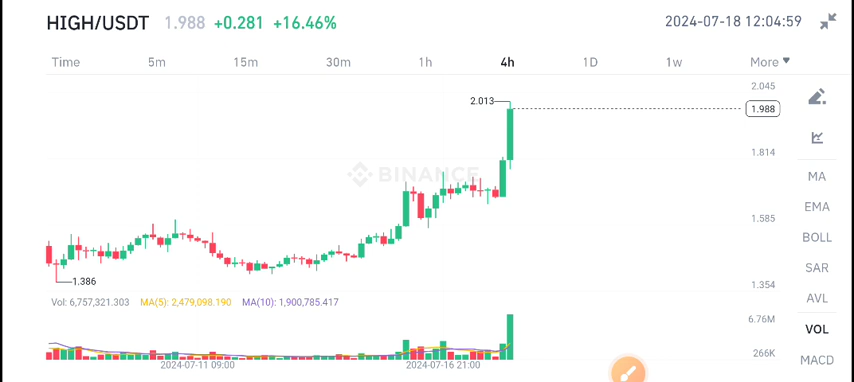 HIGH/USDT 1.988 +0.281 +16.46% 2024-07-18 12:04:59
Time 5m 15m 30m 1h 4h 1D 1w More
2.045
2.013
1.988
1.814
BINANCE
MA
EMA
1.585
BOLL
SAR
1.386
1.354
AVL
Vol: 6,757,321.303 MA(5): 2,479,098.190 MA(10): 1,900,785.417
6.76M
VOL
266K
MACD
2024-07-11 09:00 2024-07-16 21:00